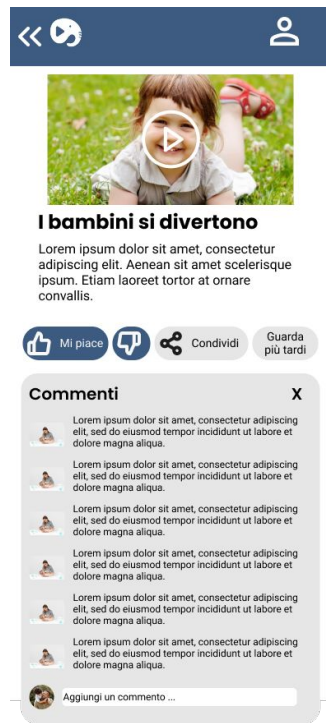 I bambini si divertono
Lorem ipsum dolor sit amet, consectetur
adipiscing elit. Aenean sit amet scelerisque
ipsum. Etiam laoreet tortor at ornare
convallis.
Mi piace
Condividi
Guarda
più tardi
Commenti X
Lorem ipsum dolor sit amet, consectetur adipiscing
elit, sed do eiusmod tempor incididunt ut labore et
dolore magna aliqua.
Lorem ipsum dolor sit amet, consectetur adipiscing
elit, sed do eiusmod tempor incididunt ut labore et
dolore magna aliqua.
Lorem ipsum dolor sit amet, consectetur adipiscing
elit, sed do eiusmod tempor incididunt ut labore et
dolore magna aliqua.
Lorem ipsum dolor sit amet, consectetur adipiscing
elit, sed do eiusmod tempor incididunt ut labore et
dolore magna aliqua.
Lorem ipsum dolor sit amet, consectetur adipiscing
elit, sed do eiusmod tempor incididunt ut labore et
dolore magna aliqua.
Lorem ipsum dolor sit amet, consectetur adipiscing
elit, sed do eiusmod tempor incididunt ut labore et
dolore magna aliqua.
Aggiungi un commento ...